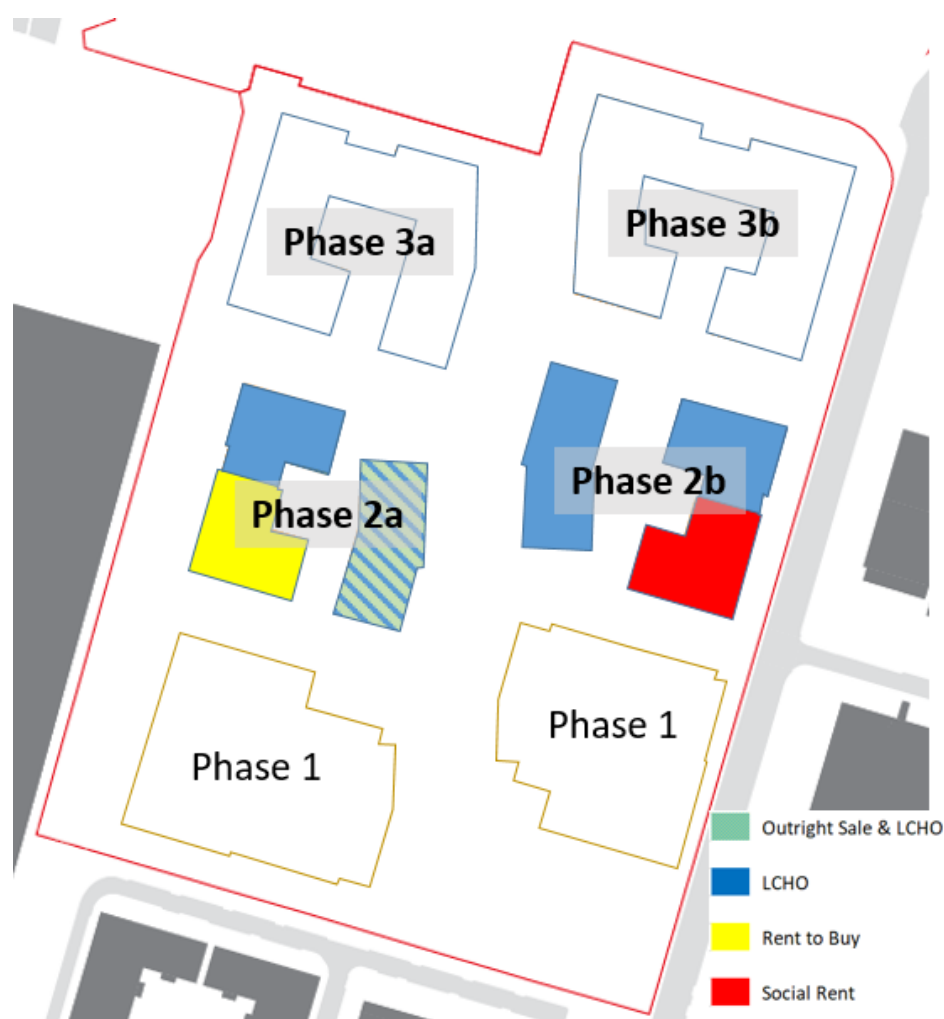 Phase 3a
Phase 3b
Phase 2a
Phase 2b
Phase 1
Phase 1
Outright Sale & LCHO
LCHO
Rent to Buy
Social Rent